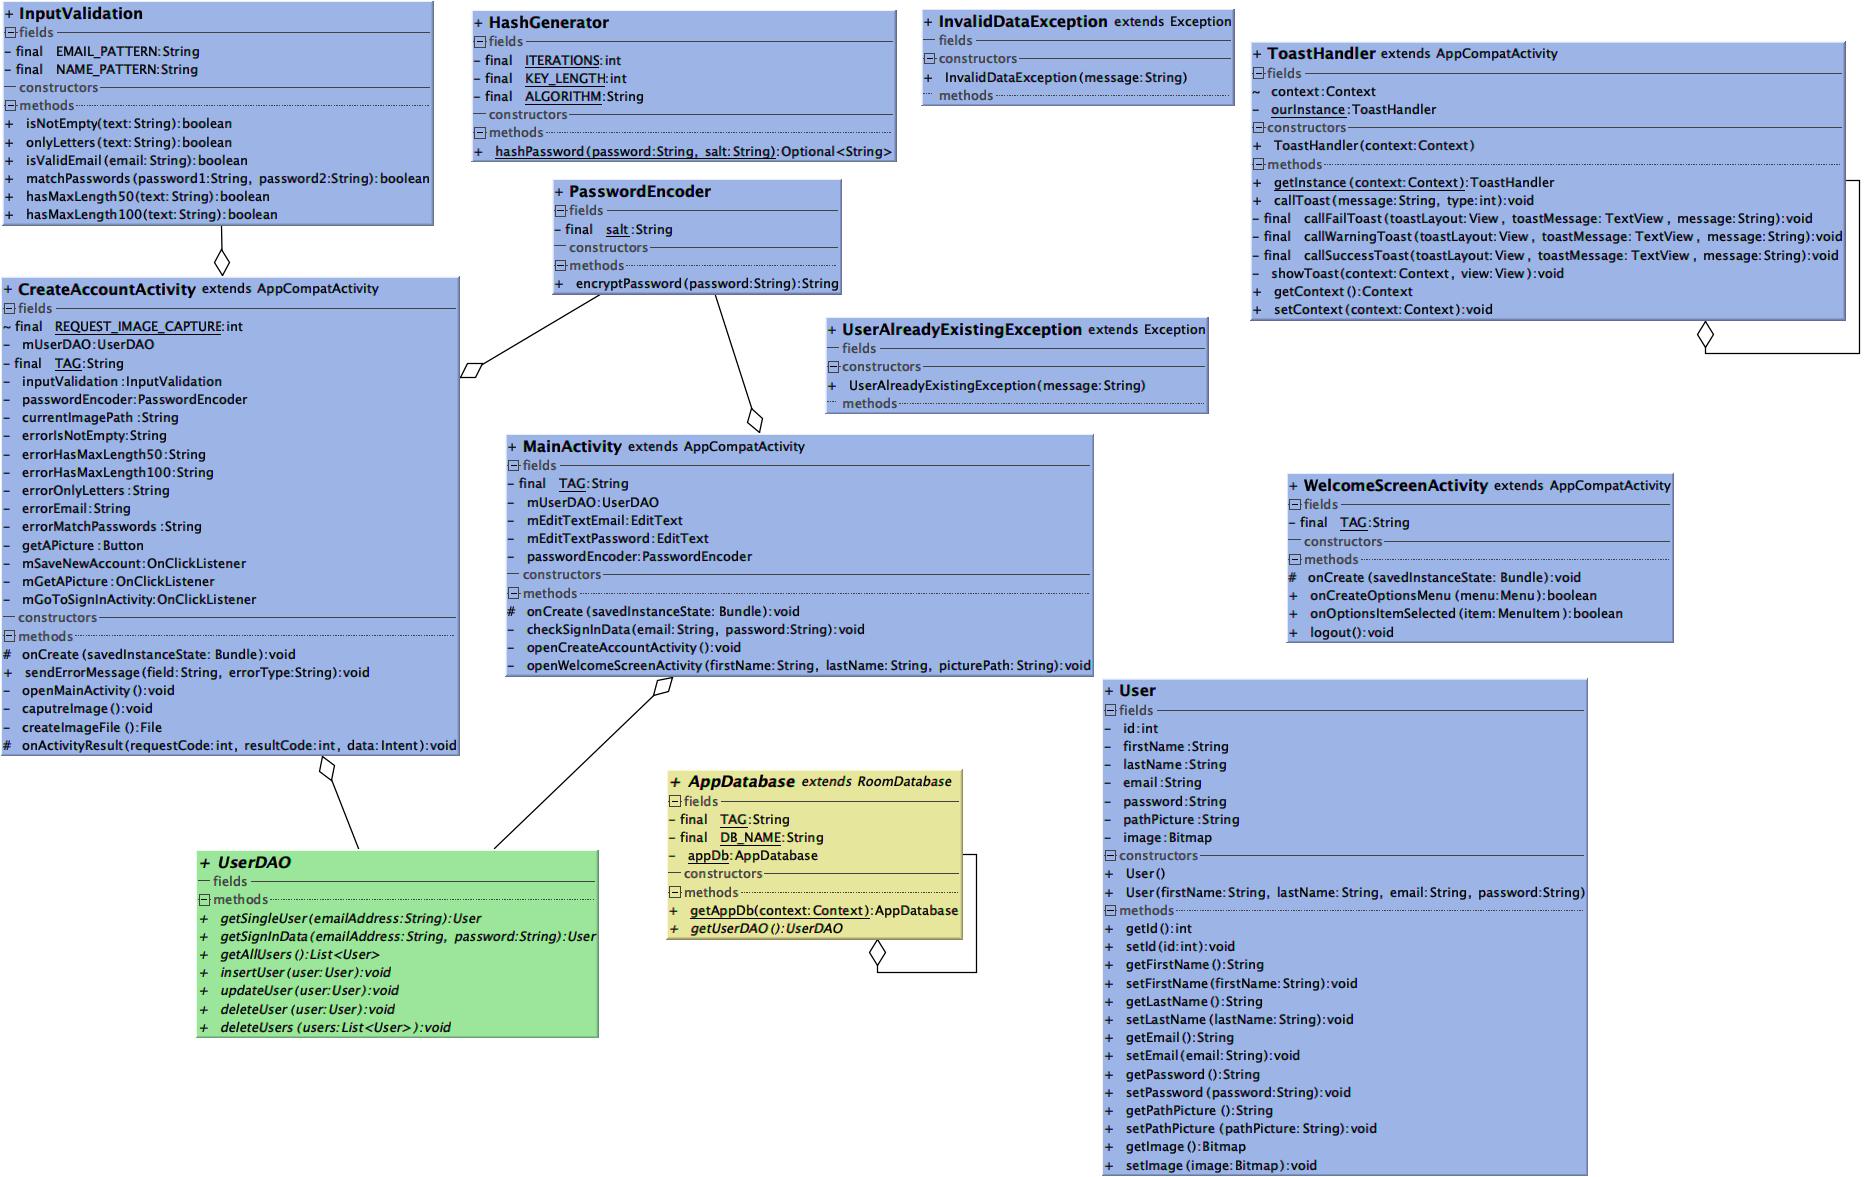 + InputValidation
fields
- final EMAIL_PATTERN:String
- final NAME_PATTERN:String
constructors
methods
+ isNotEmpty(text:String):boolean
+ onlyLetters(text:String):boolean
+ isValidEmail(email:String):boolean
+ matchPasswords(password1:String, password2:String):boolean
+ hasMaxLength50(text:String):boolean
+ hasMaxLength100(text:String):boolean
+ HashGenerator
fields
- final ITERATIONS:int
- final KEY_LENGTH:int
- final ALGORITHM:String
constructors
methods
+ hashPassword(password:String, salt:String):Optional<String>
+ InvalidDataException extends Exception
fields
constructors
+ InvalidDataException(message:String)
methods
+ ToastHandler extends AppCompatActivity
fields
~ context:Context
- ourInstance:ToastHandler
constructors
+ ToastHandler(context:Context)
methods
+ getInstance(context:Context):ToastHandler
+ callToast(message:String, type:int):void
- final callFailToast(toastLayout:View, toastMessage:TextView, message:String):void
- final callWarningToast(toastLayout:View, toastMessage:TextView, message:String):void
- final callSuccessToast(toastLayout:View, toastMessage:TextView, message:String):void
- showToast(context:Context, view:View):void
+ getContext():Context
+ setContext(context:Context):void
+ PasswordEncoder
fields
- final salt:String
constructors
methods
+ encryptPassword(password:String):String
+ CreateAccountActivity extends AppCompatActivity
fields
~ final REQUEST_IMAGE_CAPTURE:int
- mUserDAO:UserDAO
- final TAG:String
- inputValidation:InputValidation
- passwordEncoder:PasswordEncoder
- currentImagePath:String
- errorIsNotEmpty:String
- errorHasMaxLength50:String
- errorHasMaxLength100:String
- errorOnlyLetters:String
- errorEmail:String
- errorMatchPasswords:String
- getAPicture:Button
- mSaveNewAccount:OnClickListener
- mGetAPicture:OnClickListener
- mGoToSignInActivity:OnClickListener
constructors
methods
# onCreate(savedInstanceState:Bundle):void
+ sendErrorMessage(field:String, errorType:String):void
- openMainActivity():void
- caputreImage():void
- createImageFile():File
# onActivityResult(requestCode:int, resultCode:int, data:Intent):void
+ UserAlreadyExistingException extends Exception
fields
constructors
+ UserAlreadyExistingException(message:String)
methods
+ MainActivity extends AppCompatActivity
fields
- final TAG:String
- mUserDAO:UserDAO
- mEditTextEmail:EditText
- mEditTextPassword:EditText
- passwordEncoder:PasswordEncoder
constructors
methods
# onCreate(savedInstanceState:Bundle):void
- checkSignInData(email:String, password:String):void
- openCreateAccountActivity():void
- openWelcomeScreenActivity(firstName:String, lastName:String, picturePath:String):void
+ WelcomeScreenActivity extends AppCompatActivity
fields
- final TAG:String
constructors
methods
# onCreate(savedInstanceState:Bundle):void
+ onCreateOptionsMenu(menu:Menu):boolean
+ onOptionsItemSelected(item:MenuItem):boolean
+ logout():void
+ User
fields
- id:int
- firstName:String
- lastName:String
- email:String
- password:String
- pathPicture:String
- image:Bitmap
constructors
+ User()
+ User(firstName:String, lastName:String, email:String, password:String)
methods
+ getId():int
+ setId(id:int):void
+ getFirstName():String
+ setFirstName(firstName:String):void
+ getLastName():String
+ setLastName(lastName:String):void
+ getEmail():String
+ setEmail(email:String):void
+ getPassword():String
+ setPassword(password:String):void
+ getPathPicture():String
+ setPathPicture(pathPicture:String):void
+ getImage():Bitmap
+ setImage(image:Bitmap):void
+ AppDatabase extends RoomDatabase
fields
- final TAG:String
- final DB_NAME:String
- appDb:AppDatabase
constructors
methods
+ getAppDb(context:Context):AppDatabase
+ getUserDAO():UserDAO
+ UserDAO
fields
methods
+ getSingleUser(emailAddress:String):User
+ getSignInData(emailAddress:String, password:String):User
+ getAllUsers():List<User>
+ insertUser(user:User):void
+ updateUser(user:User):void
+ deleteUser(user:User):void
+ deleteUsers(users:List<User>):void